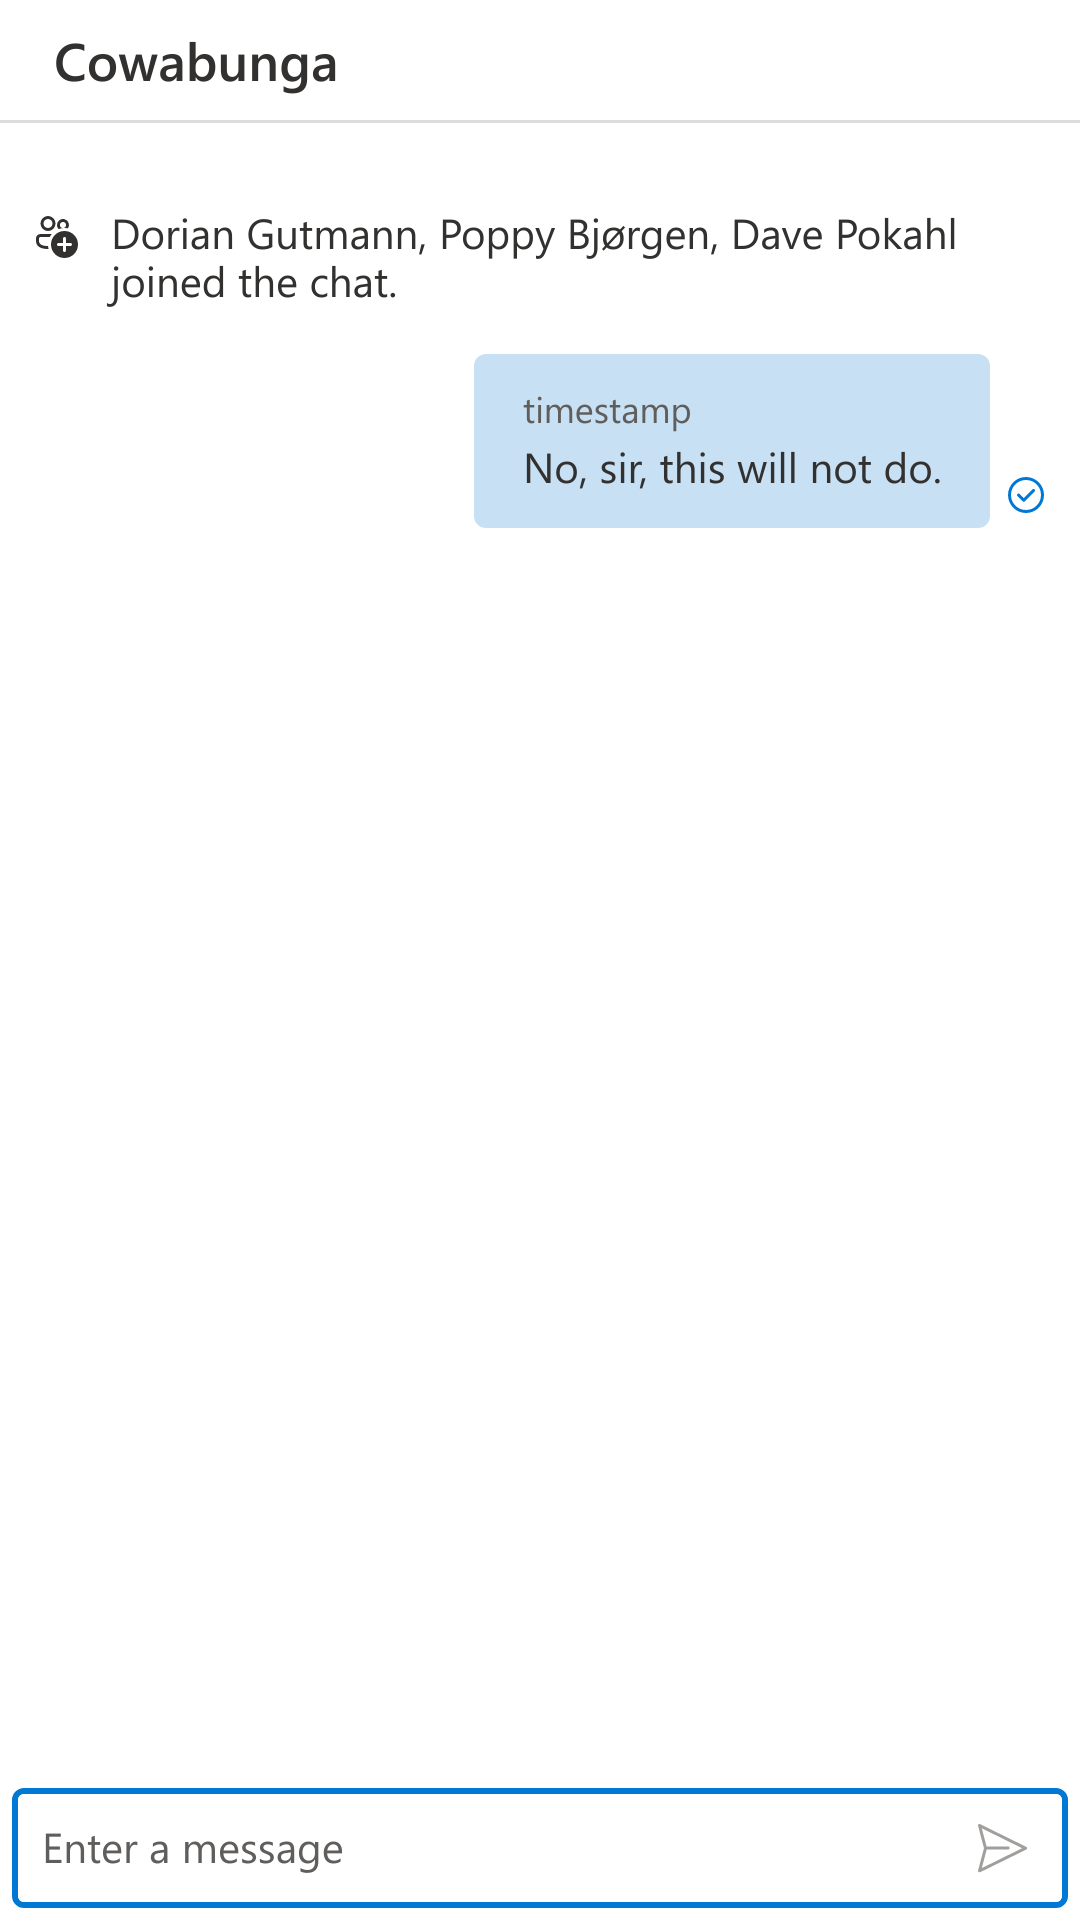 Cowabunga
Dorian Gutmann, Poppy Bjørgen, Dave Pokahl
joined the chat.
timestamp
No, sir, this will not do.
Enter a message